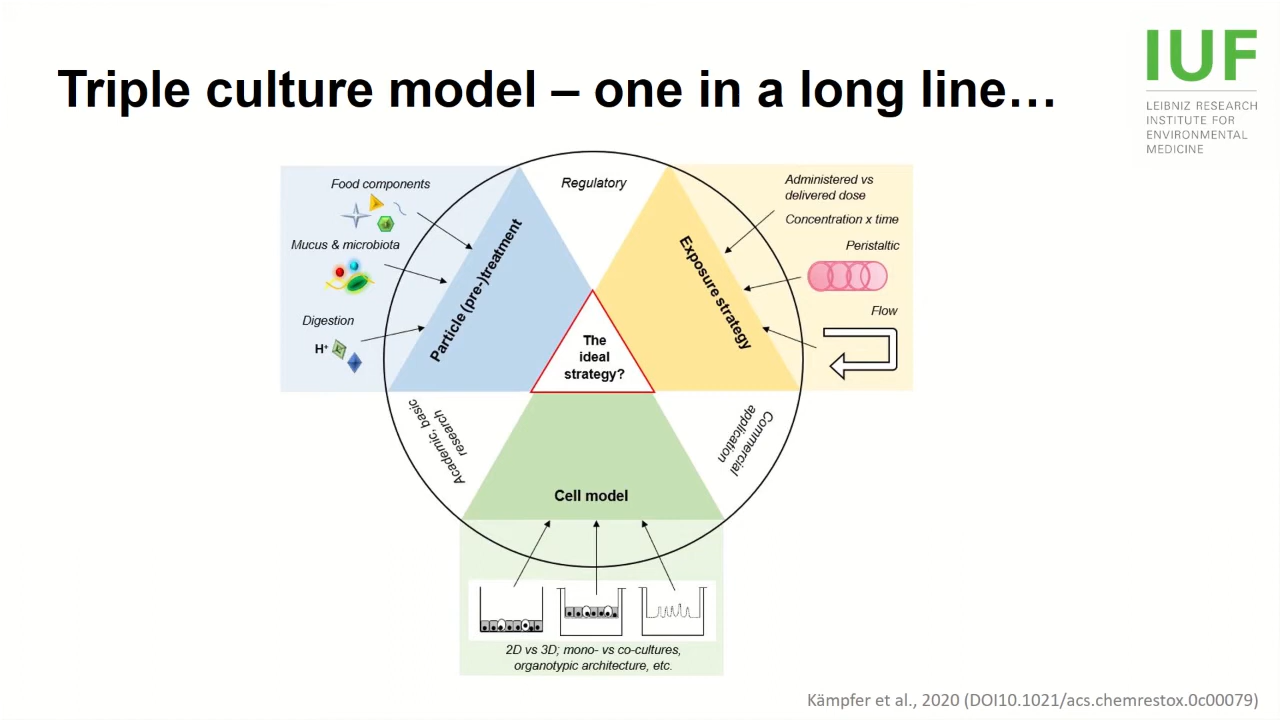 Triple culture model – one in a long line…
IUF
LEIBNIZ RESEARCH
INSTITUTE FOR
ENVIRONMENTAL
MEDICINE
Food components
Mucus & microbiota
Digestion
H⁺
Particle (pre-)treatment
Regulatory
Administered vs
delivered dose
Concentration x time
Peristaltic
Flow
Exposure strategy
The
ideal
strategy?
Academic, basic
research
Commercial
application
Cell model
2D vs 3D; mono- vs co-cultures,
organotypic architecture, etc.
Kämpfer et al., 2020 (DOI10.1021/acs.chemrestox.0c00079)